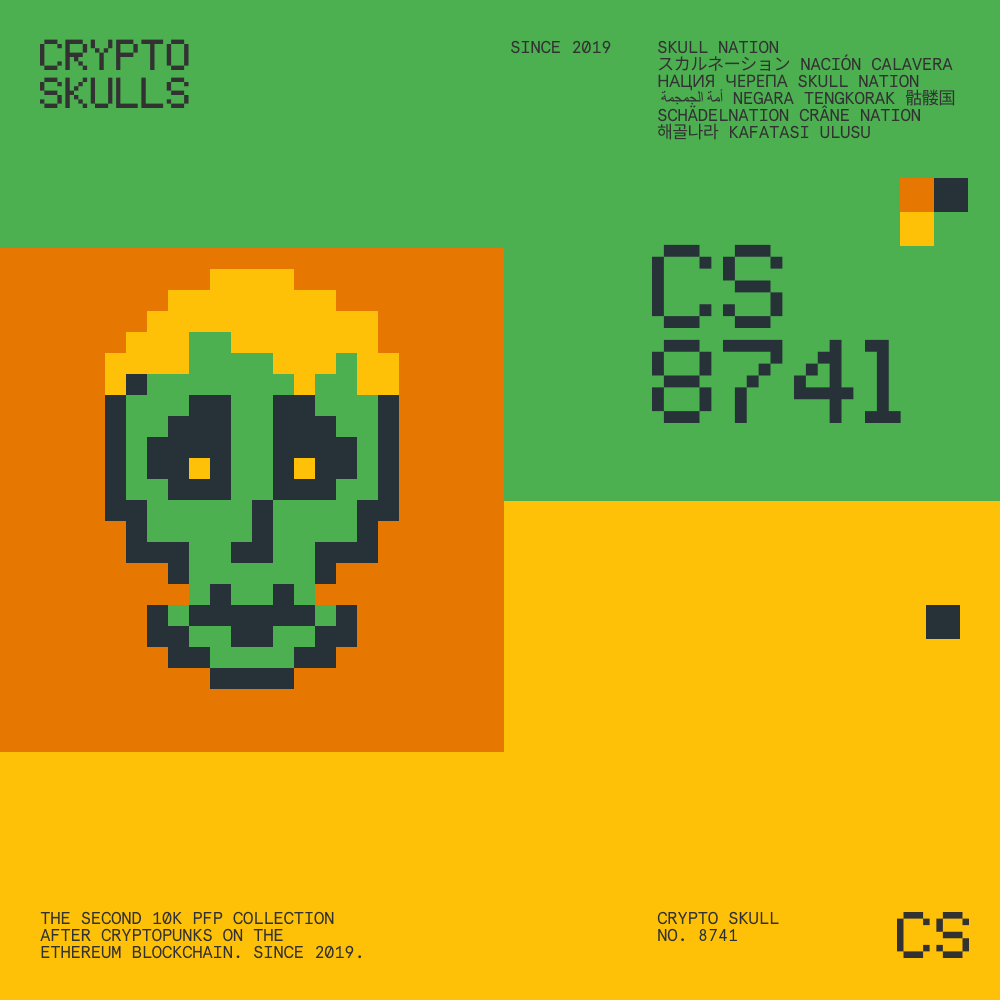 CRYPTO
SKULLS
SINCE 2019
SKULL NATION
スカルネーション NACIÓN CALAVERA
НАЦИЯ ЧЕРЕПА SKULL NATION
أمة الجمجمة NEGARA TENGKORAK 骷髅国
SCHÄDELNATION CRÂNE NATION
해골나라 KAFATASI ULUSU
CS
8741
THE SECOND 10K PFP COLLECTION
AFTER CRYPTOPUNKS ON THE
ETHEREUM BLOCKCHAIN. SINCE 2019.
CRYPTO SKULL
NO. 8741
CS